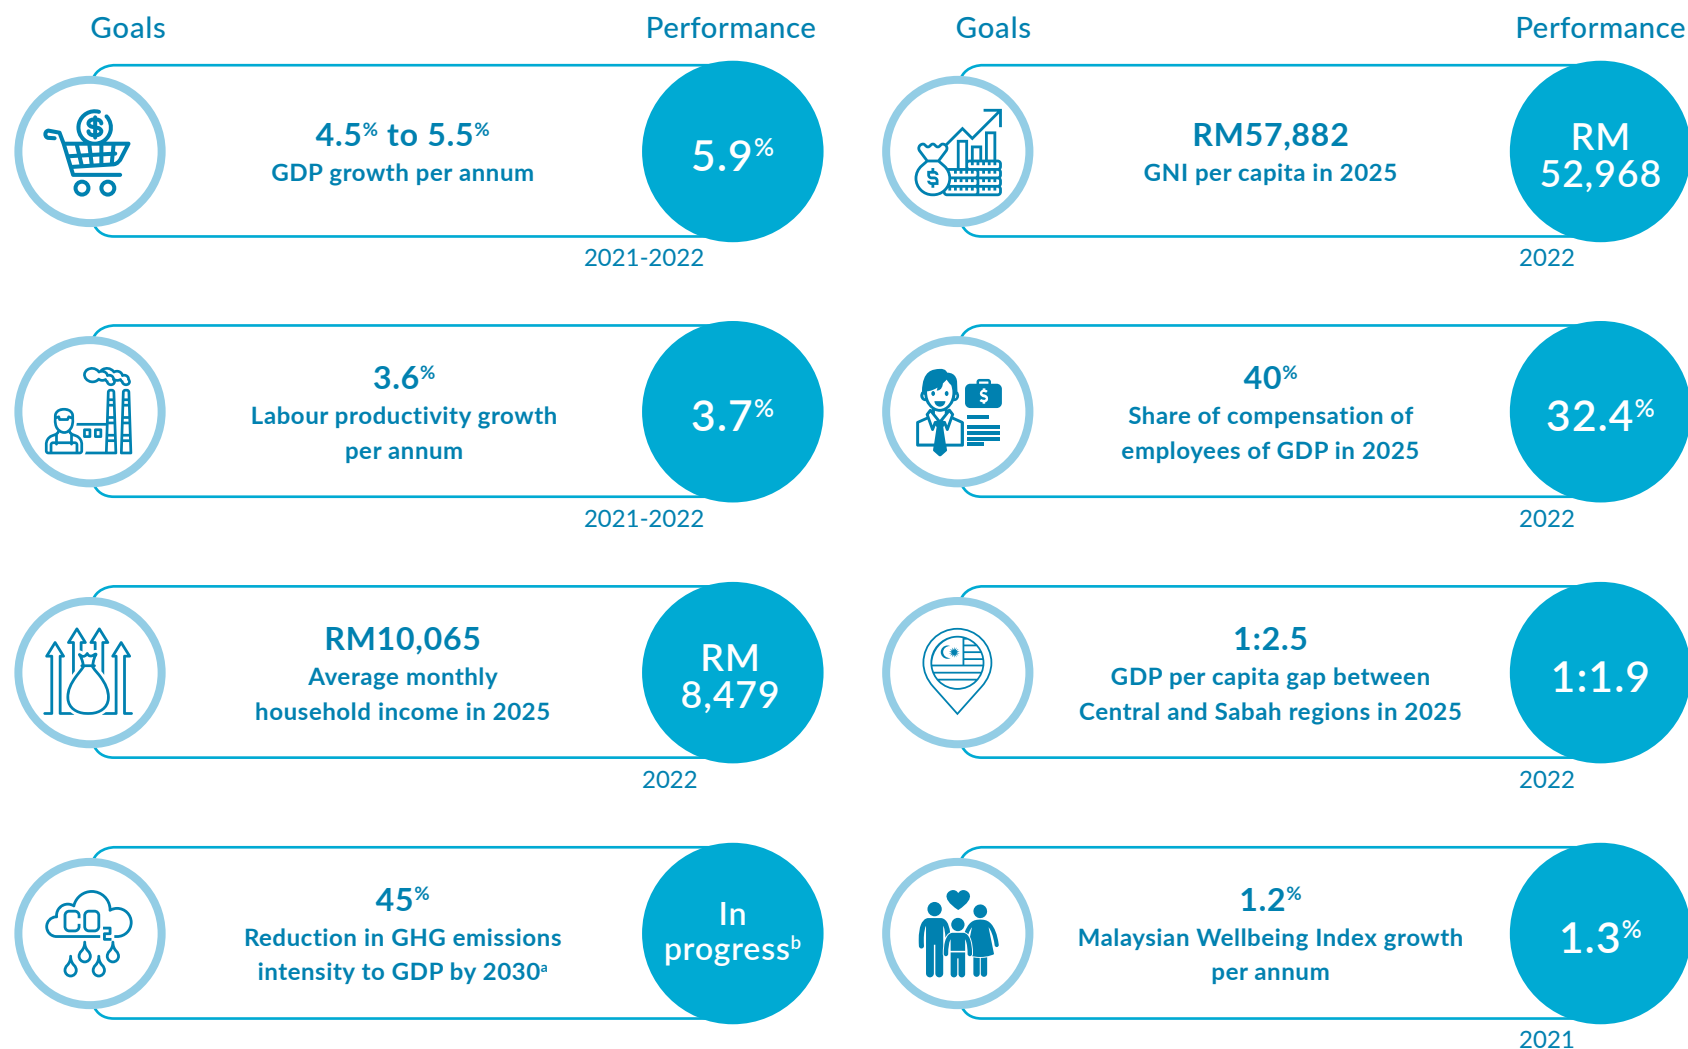 Goals
Performance
4.5% to 5.5%
GDP growth per annum
5.9%
2021-2022
3.6%
Labour productivity growth
per annum
3.7%
2021-2022
RM10,065
Average monthly
household income in 2025
RM
8,479
2022
CO2
45%
Reduction in GHG emissions
intensity to GDP by 2030ᵃ
In
progressᵇ
Goals
Performance
RM57,882
GNI per capita in 2025
RM
52,968
2022
40%
Share of compensation of
employees of GDP in 2025
32.4%
2022
1:2.5
GDP per capita gap between
Central and Sabah regions in 2025
1:1.9
2022
1.2%
Malaysian Wellbeing Index growth
per annum
1.3%
2021